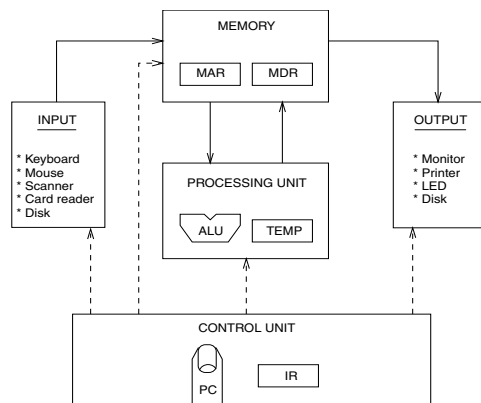 MEMORY
MAR MDR
INPUT
* Keyboard
* Mouse
* Scanner
* Card reader
* Disk
OUTPUT
* Monitor
* Printer
* LED
* Disk
PROCESSING UNIT
ALU TEMP
CONTROL UNIT
PC IR